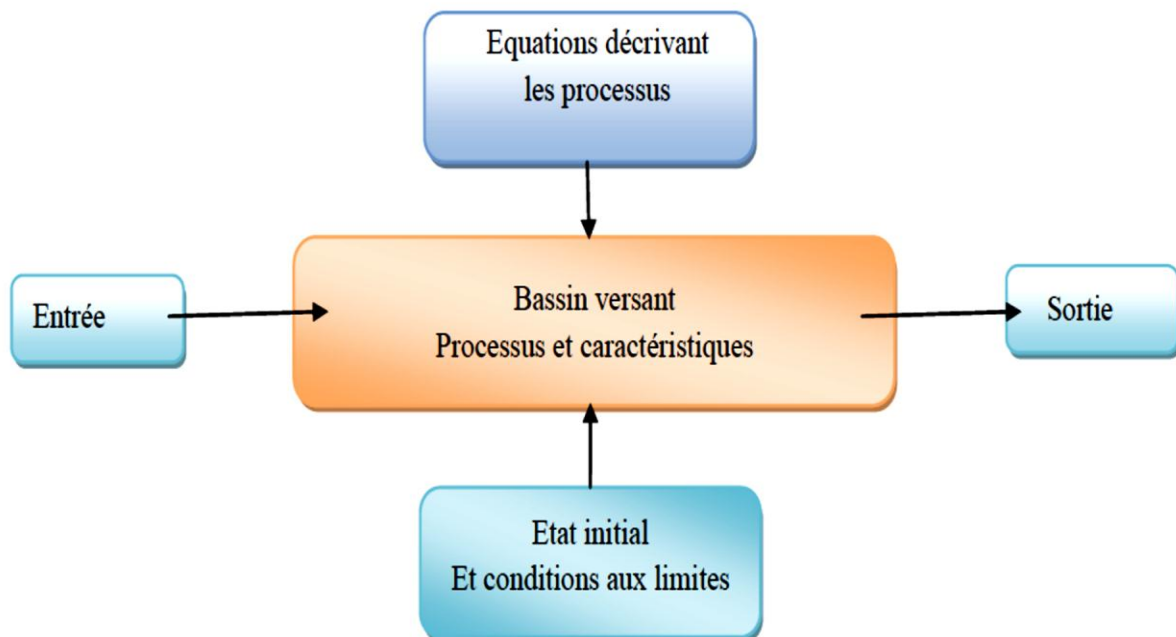 Equations décrivant
les processus
Entrée
Bassin versant
Processus et caractéristiques
Sortie
Etat initial
Et conditions aux limites